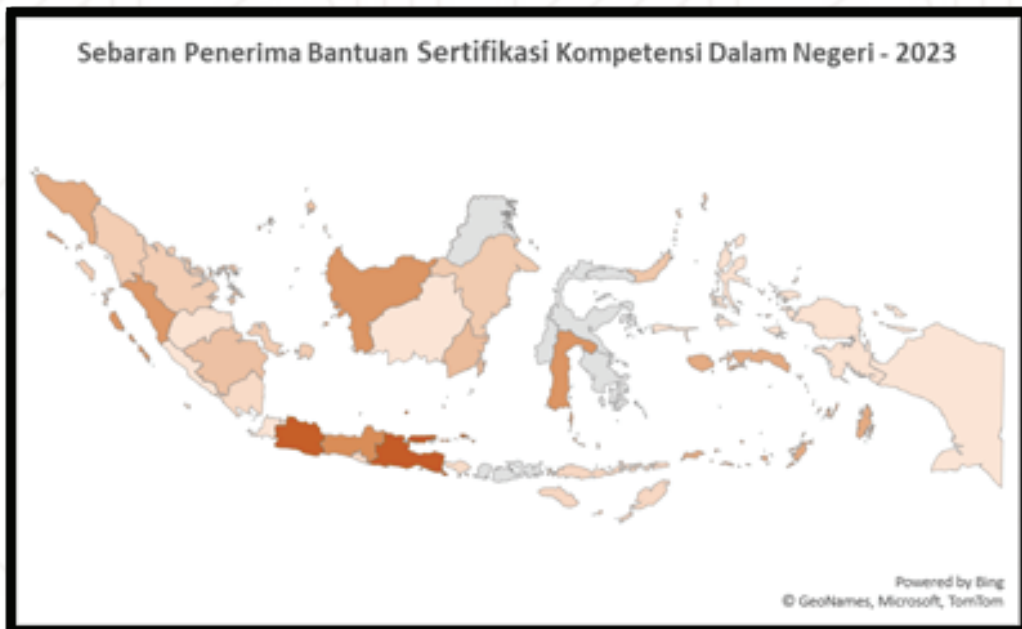 Sebaran Penerima Bantuan Sertifikasi Kompetensi Dalam Negeri - 2023
Powered by Bing
© GeoNames, Microsoft, TomTom